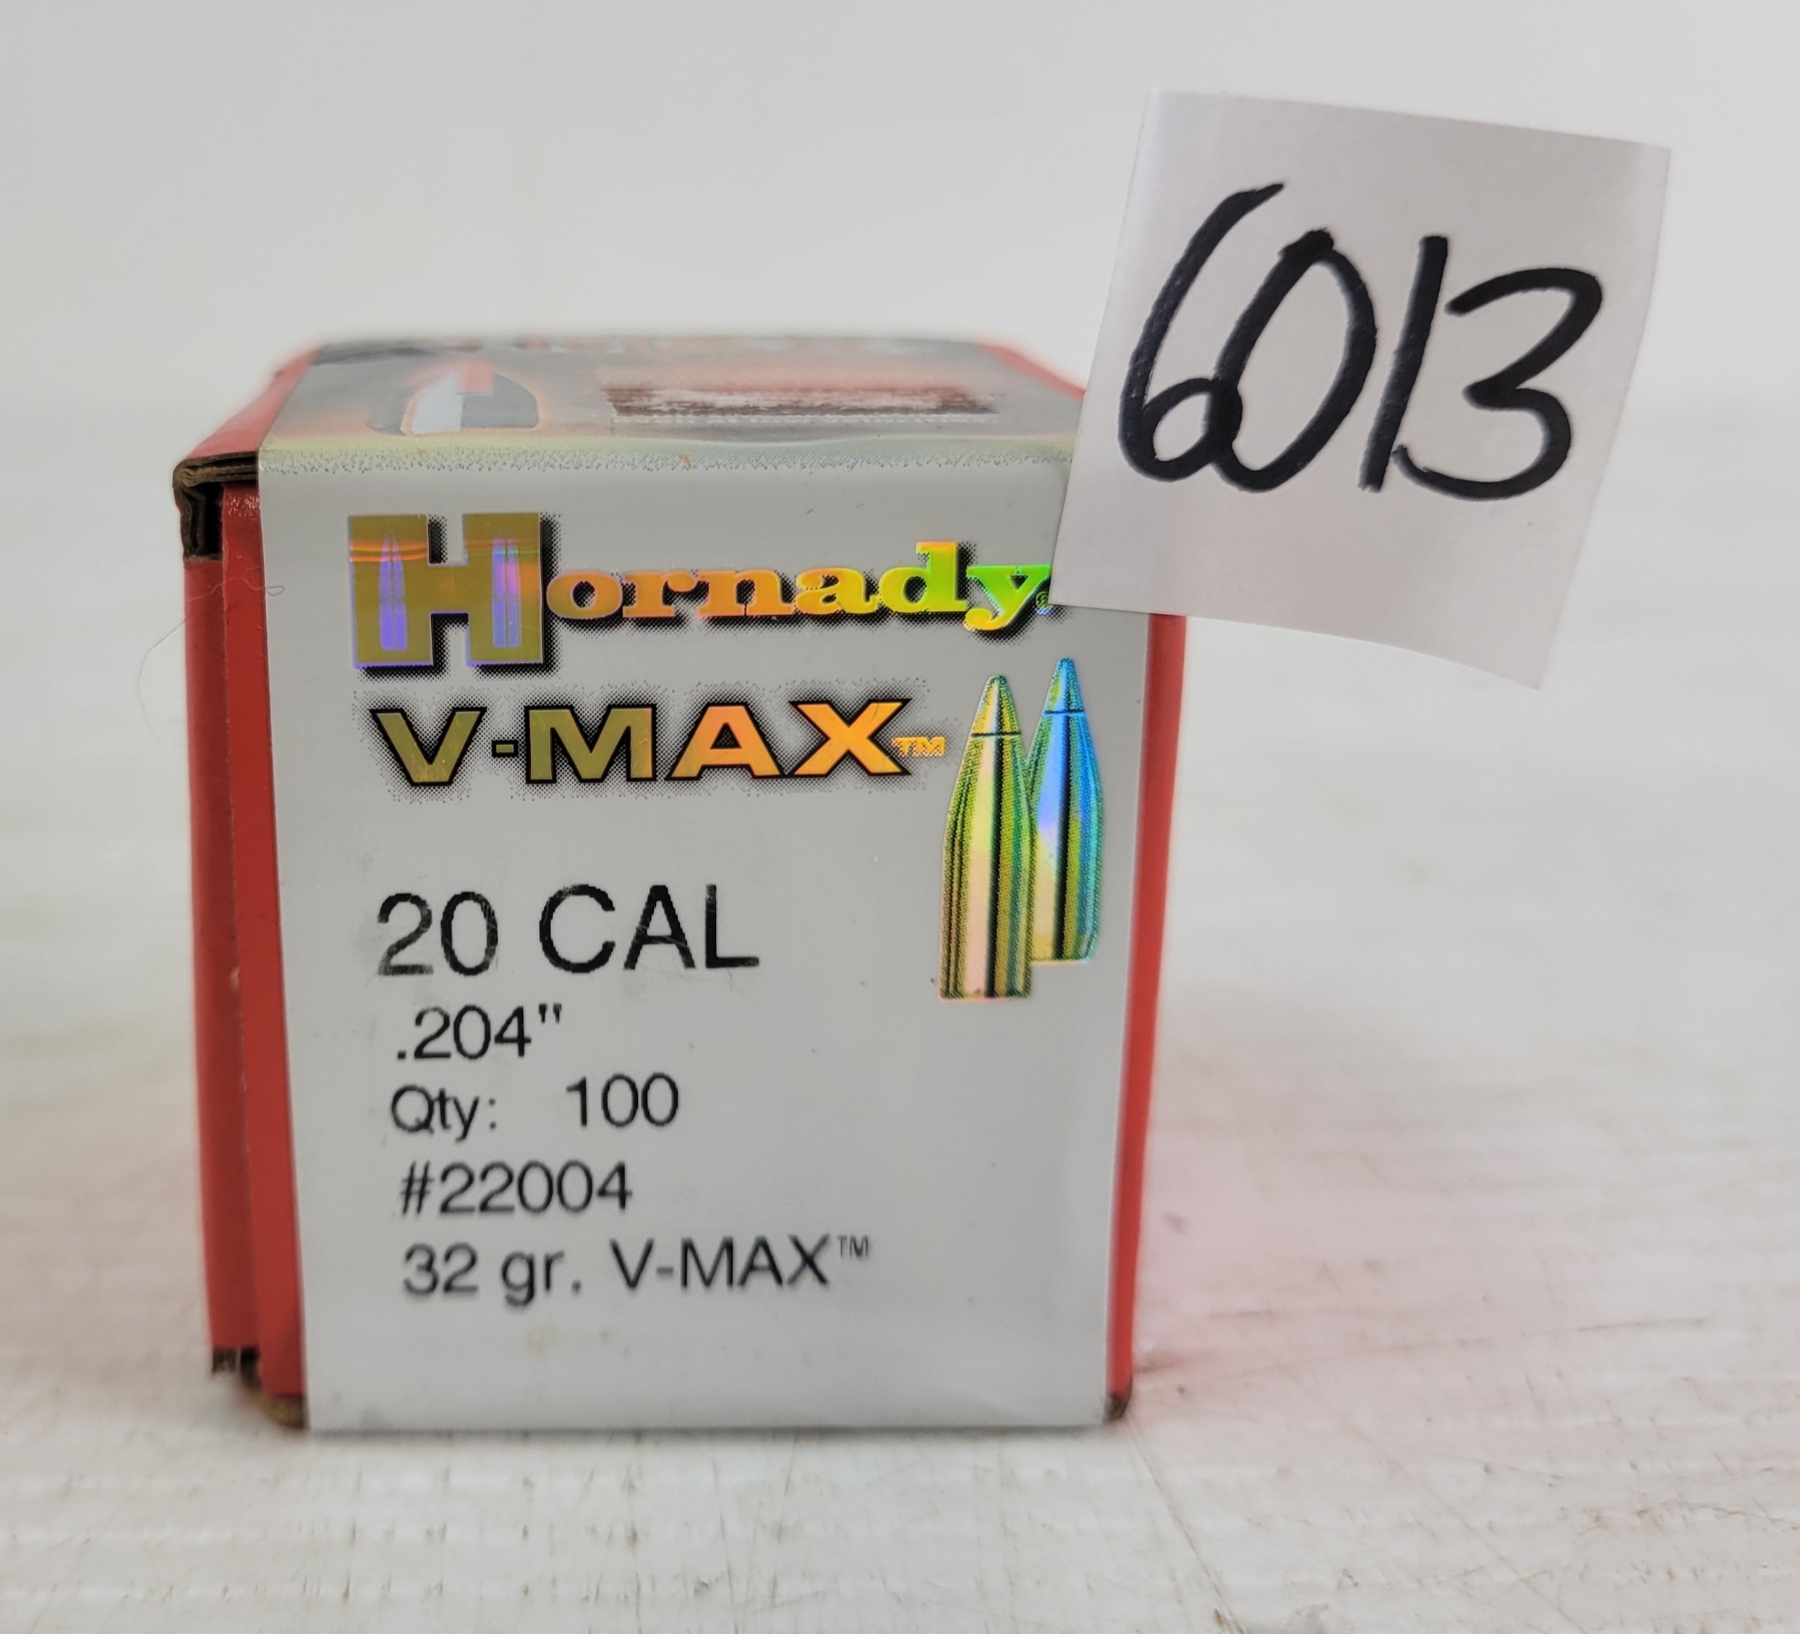 6013
Hornady®
V-MAX™
20 CAL
.204"
Qty: 100
#22004
32 gr. V-MAX™